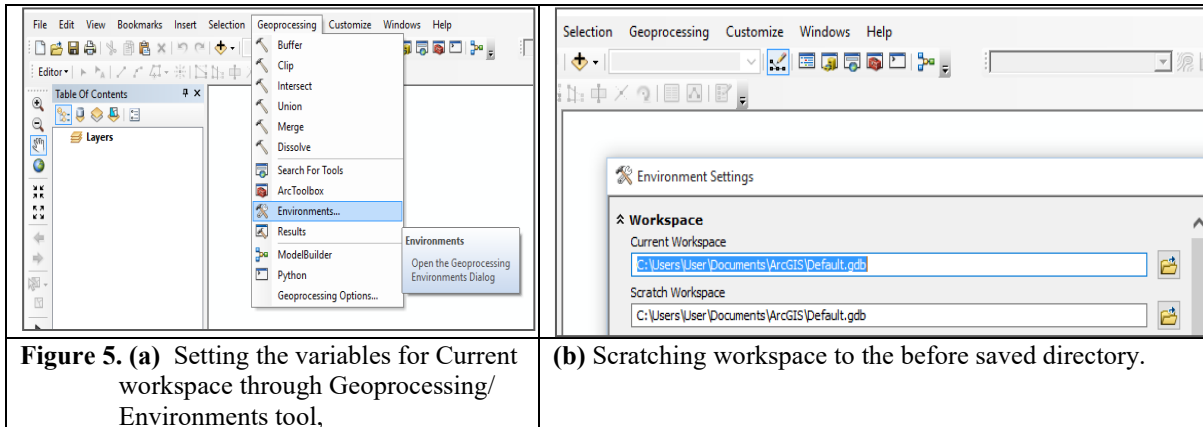 File Edit View Bookmarks Insert Selection Geoprocessing Customize Windows Help
Editor
Table Of Contents
Layers
Buffer
Clip
Intersect
Union
Merge
Dissolve
Search For Tools
ArcToolbox
Environments...
Results
ModelBuilder
Python
Geoprocessing Options...
Environments
Open the Geoprocessing
Environments Dialog
Selection Geoprocessing Customize Windows Help
Environment Settings
Workspace
Current Workspace
C:\Users\User\Documents\ArcGIS\Default.gdb
Scratch Workspace
C:\Users\User\Documents\ArcGIS\Default.gdb
Figure 5. (a) Setting the variables for Current
workspace through Geoprocessing/
Environments tool,
(b) Scratching workspace to the before saved directory.